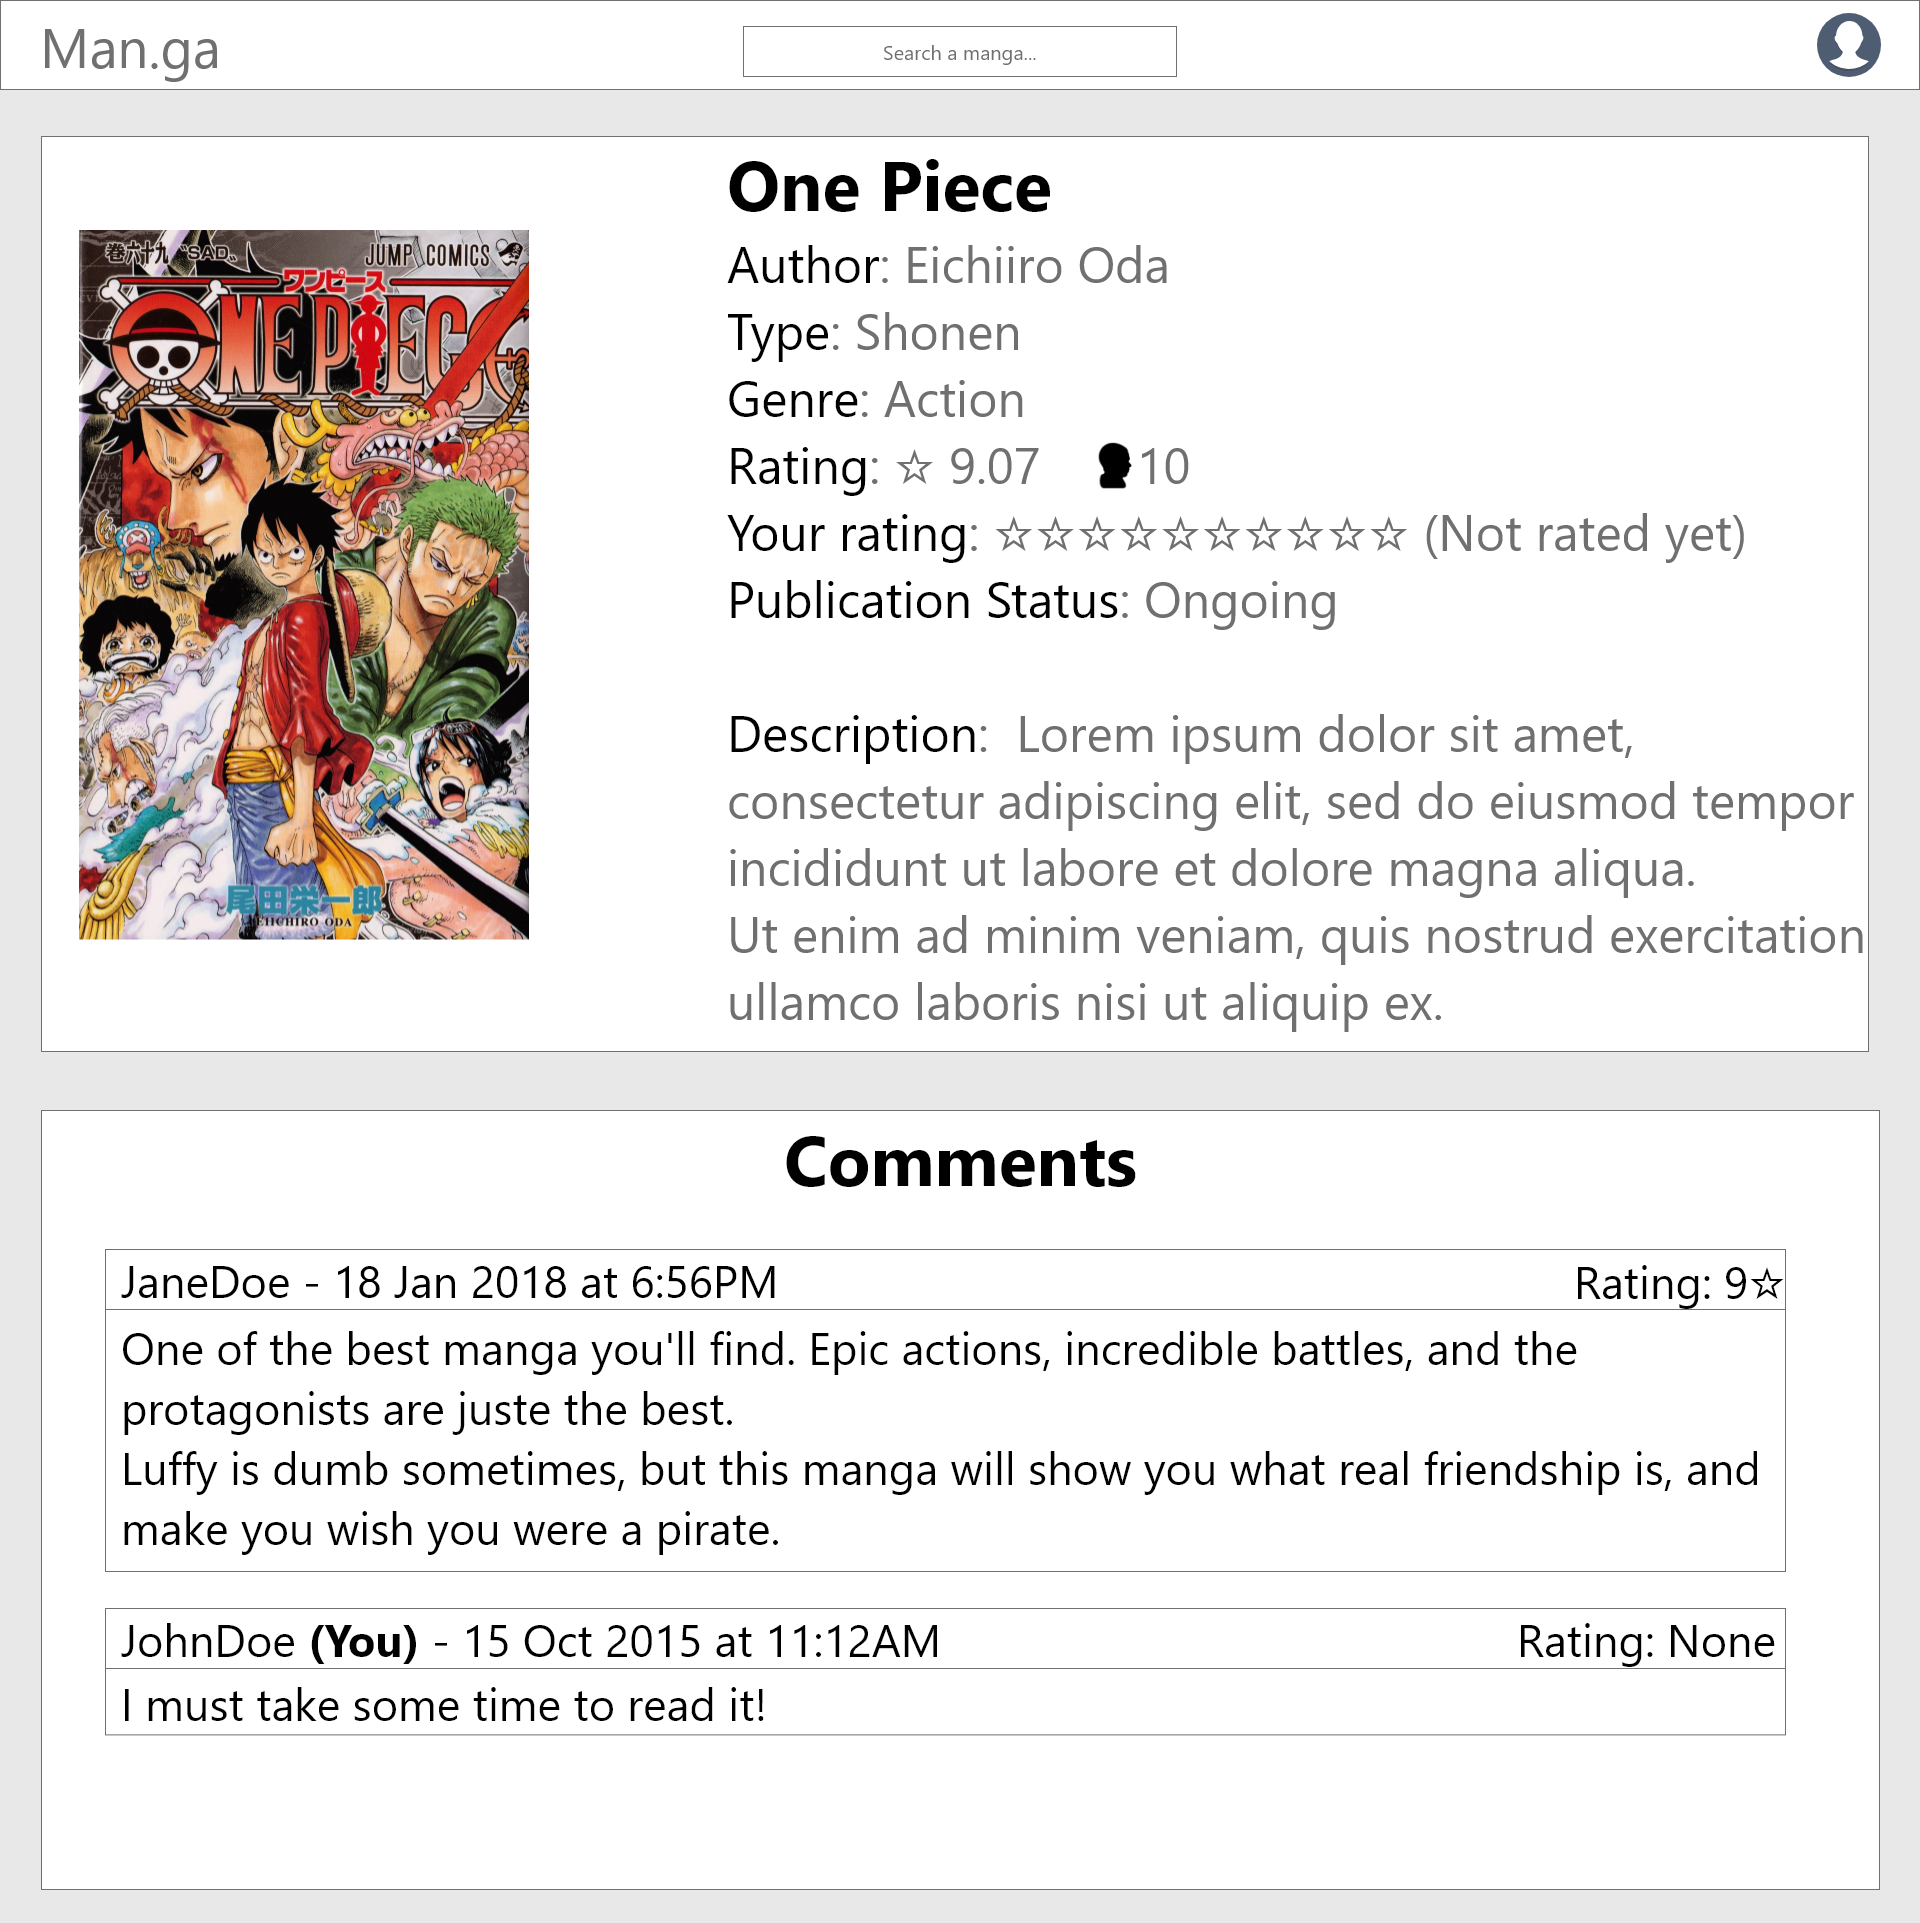 Man.ga
Search a manga...
One Piece
巻六十九 "SAD"
JUMP COMICS
ワンピース
ONE PIECE
尾田栄一郎
EIICHIRO ODA
Author: Eichiiro Oda
Type: Shonen
Genre: Action
Rating: ☆ 9.07 10
Your rating: ☆☆☆☆☆☆☆☆☆☆ (Not rated yet)
Publication Status: Ongoing
Description: Lorem ipsum dolor sit amet,
consectetur adipiscing elit, sed do eiusmod tempor
incididunt ut labore et dolore magna aliqua.
Ut enim ad minim veniam, quis nostrud exercitation
ullamco laboris nisi ut aliquip ex.
Comments
JaneDoe - 18 Jan 2018 at 6:56PM
Rating: 9☆
One of the best manga you'll find. Epic actions, incredible battles, and the
protagonists are juste the best.
Luffy is dumb sometimes, but this manga will show you what real friendship is, and
make you wish you were a pirate.
JohnDoe (You) - 15 Oct 2015 at 11:12AM
Rating: None
I must take some time to read it!